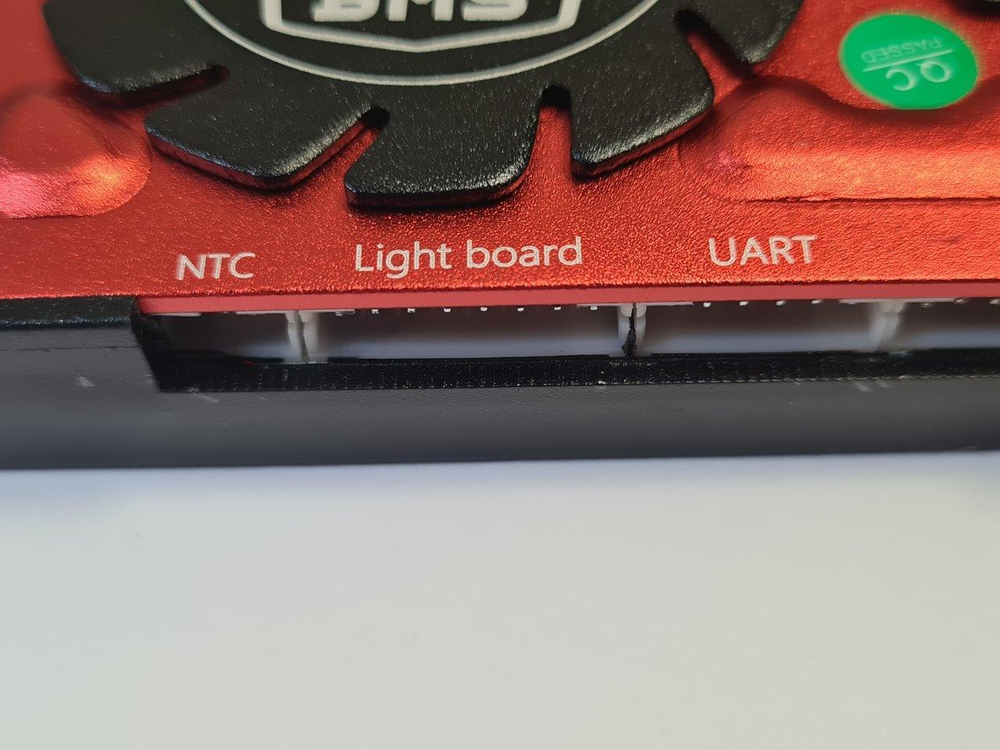 BMS
QC
PASSED
NTC
Light board
UART